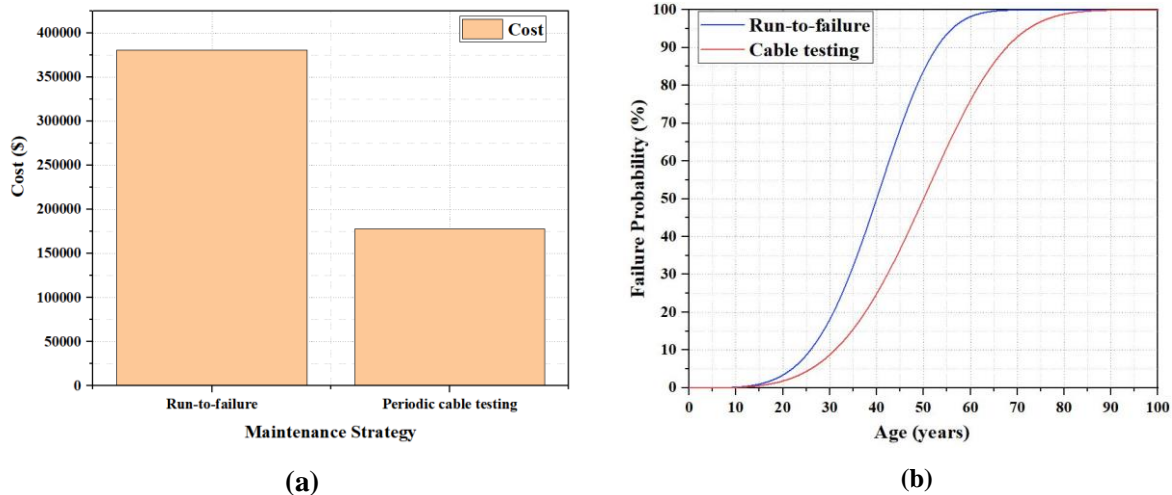 Cost
400000
350000
300000
250000
200000
150000
100000
50000
0
Cost ($)
Run-to-failure
Periodic cable testing
Maintenance Strategy
(a)
Run-to-failure
Cable testing
100
90
80
70
60
50
40
30
20
10
0
Failure Probability (%)
0 10 20 30 40 50 60 70 80 90 100
Age (years)
(b)